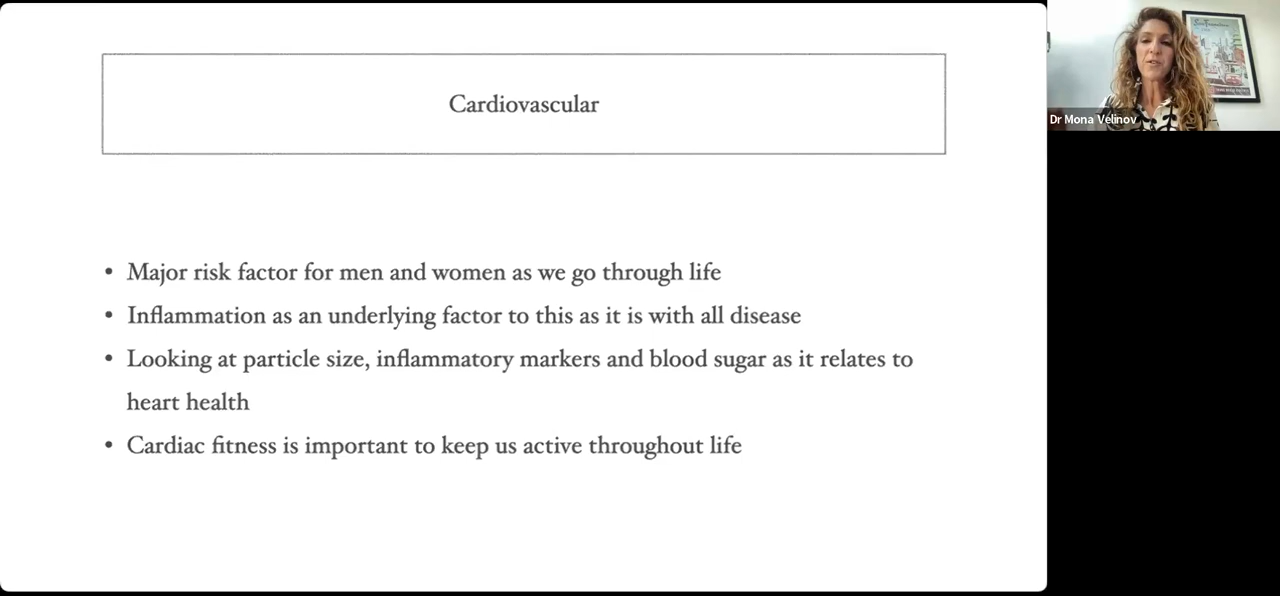 Cardiovascular
• Major risk factor for men and women as we go through life
• Inflammation as an underlying factor to this as it is with all disease
• Looking at particle size, inflammatory markers and blood sugar as it relates to
heart health
• Cardiac fitness is important to keep us active throughout life
Dr Mona Velinov